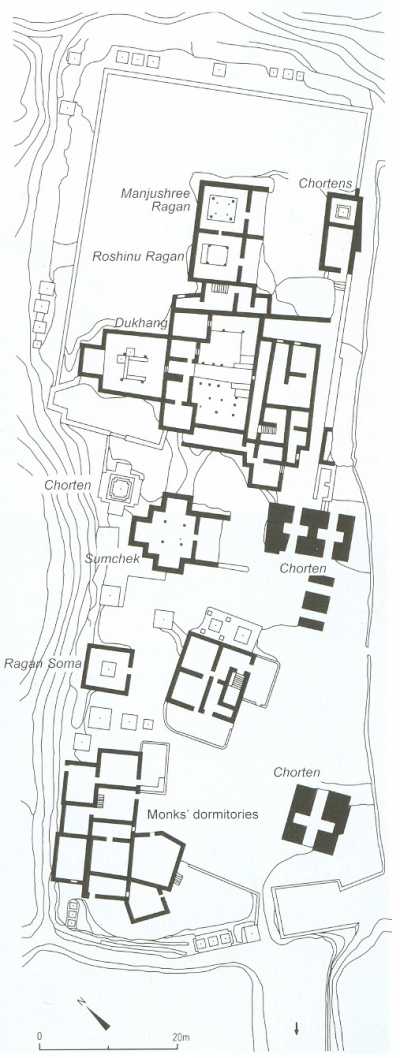 Manjushree
Ragan
Chortens
Roshinu Ragan
Dukhang
Chorten
Sumchek
Chorten
Ragan Soma
Chorten
Monks' dormitories
N
0 20m